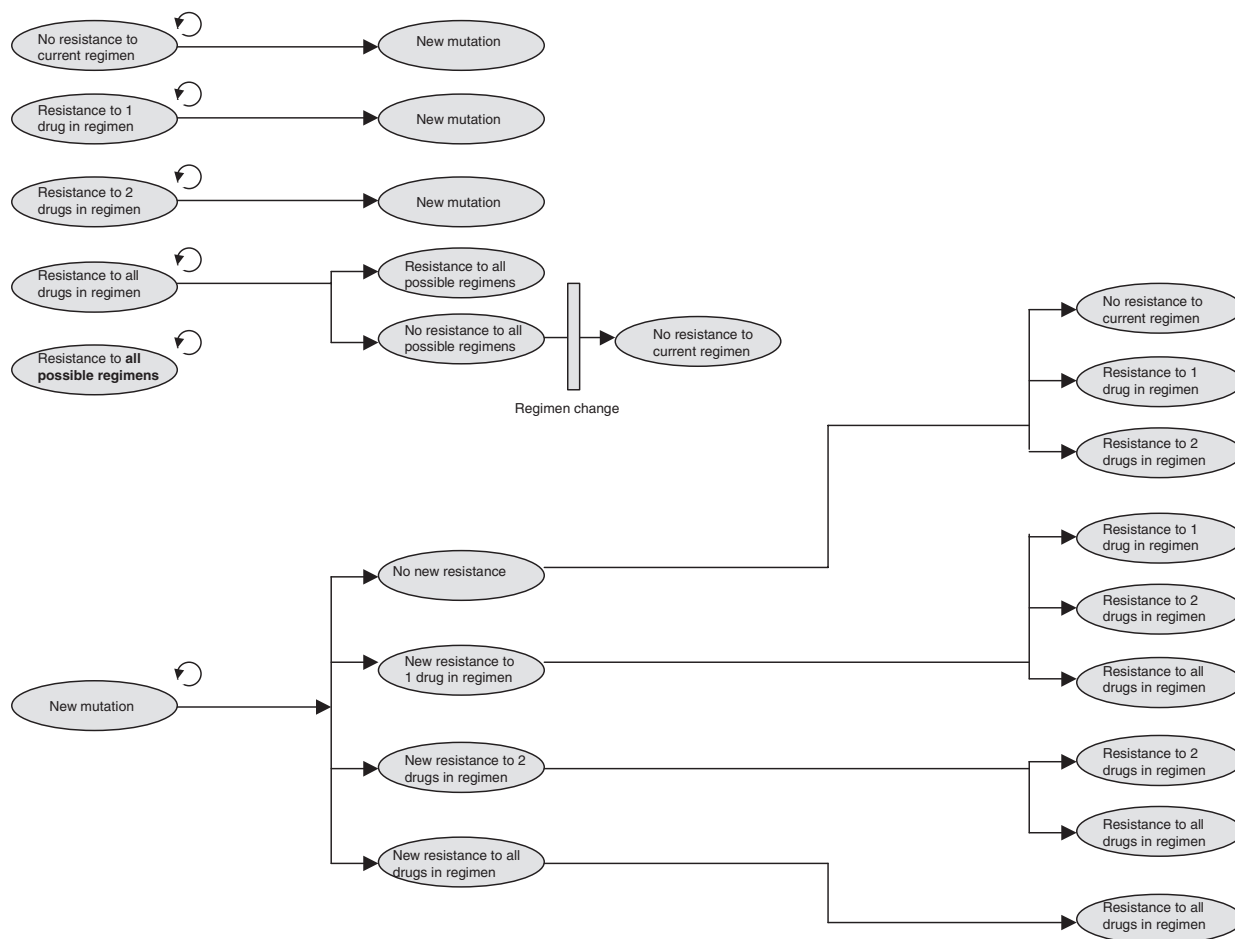 No resistance to
current regimen
New mutation
Resistance to 1
drug in regimen
New mutation
Resistance to 2
drugs in regimen
New mutation
Resistance to all
drugs in regimen
Resistance to all
possible regimens
No resistance to all
possible regimens
No resistance to
current regimen
Resistance to all
possible regimens
Regimen change
No resistance to
current regimen
Resistance to 1
drug in regimen
Resistance to 2
drugs in regimen
New mutation
No new resistance
New resistance to
1 drug in regimen
New resistance to 2
drugs in regimen
New resistance to all
drugs in regimen
Resistance to 1
drug in regimen
Resistance to 2
drugs in regimen
Resistance to all
drugs in regimen
Resistance to 2
drugs in regimen
Resistance to all
drugs in regimen
Resistance to all
drugs in regimen